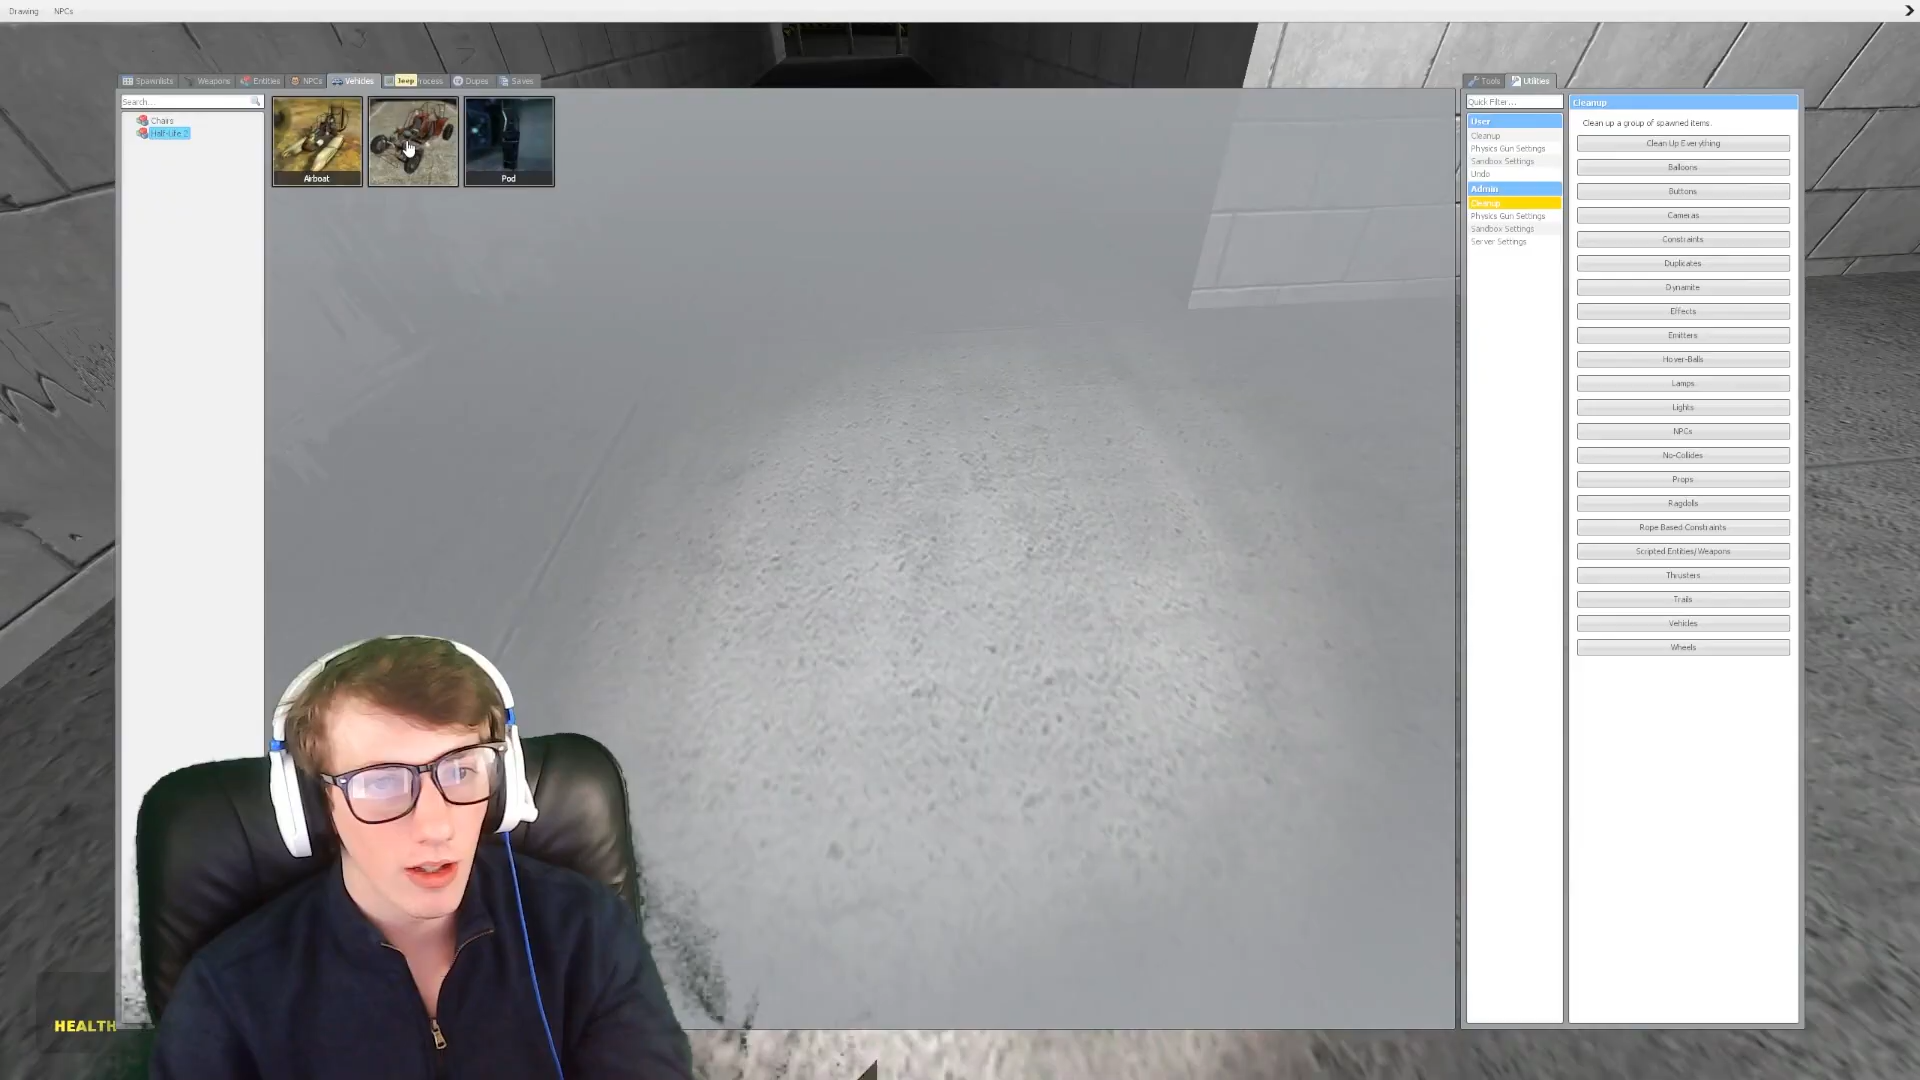 Drawing NPCs
Spawnlists Weapons Entities NPCs Vehicles Jeep rocess Dupes Saves
Search...
Chairs
Half-Life 2
Airboat
Pod
Tools Utilities
Quick Filter...
User
Cleanup
Physics Gun Settings
Sandbox Settings
Undo
Admin
Cleanup
Physics Gun Settings
Sandbox Settings
Server Settings
Cleanup
Clean up a group of spawned items.
Clean Up Everything
Balloons
Buttons
Cameras
Constraints
Duplicates
Dynamite
Effects
Emitters
Hover-Balls
Lamps
Lights
NPCs
No-Collides
Props
Ragdolls
Rope Based Constraints
Scripted Entities/Weapons
Thrusters
Trails
Vehicles
Wheels
HEALTH